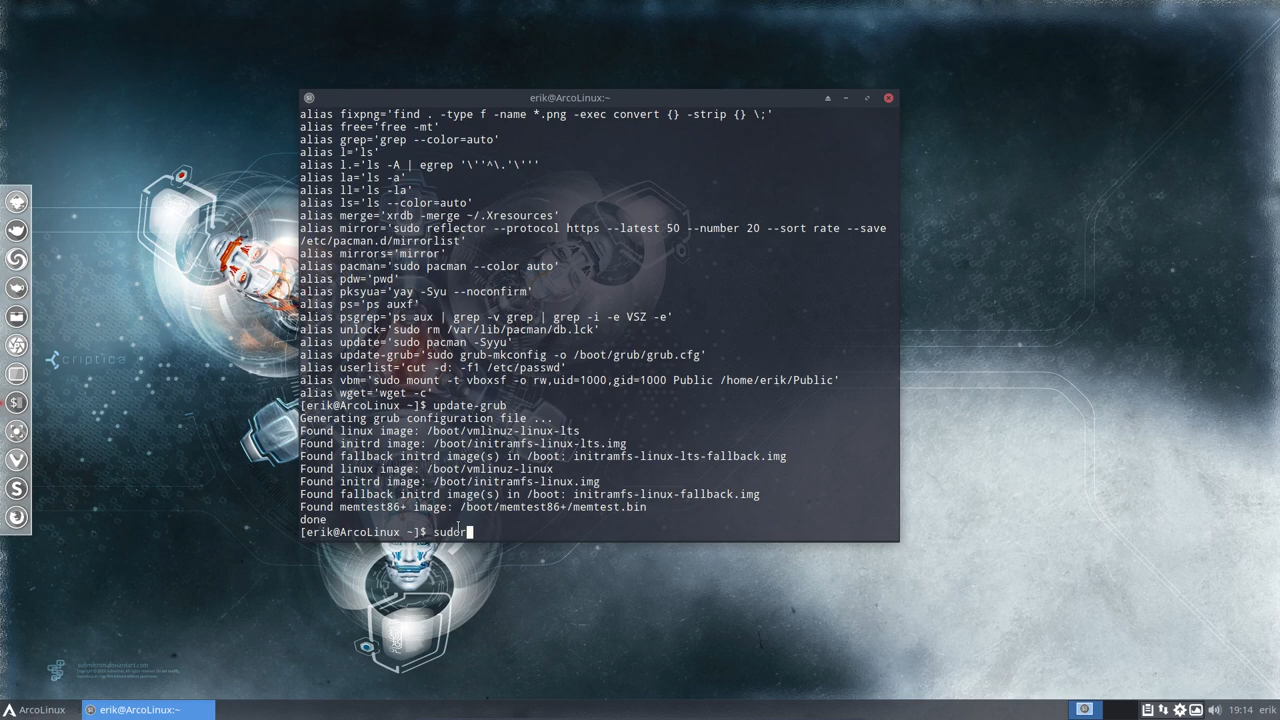 erik@ArcoLinux:~
alias fixpng='find . -type f -name *.png -exec convert {} -strip {} \;'
alias free='free -mt'
alias grep='grep --color=auto'
alias l='ls'
alias l.='ls -A | egrep '\''^\.'\'''
alias la='ls -a'
alias ll='ls -la'
alias ls='ls --color=auto'
alias merge='xrdb -merge ~/.Xresources'
alias mirror='sudo reflector --protocol https --latest 50 --number 20 --sort rate --save
/etc/pacman.d/mirrorlist'
alias mirrors='mirror'
alias pacman='sudo pacman --color auto'
alias pdw='pwd'
alias pksyua='yay -Syu --noconfirm'
alias ps='ps auxf'
alias psgrep='ps aux | grep -v grep | grep -i -e VSZ -e'
alias unlock='sudo rm /var/lib/pacman/db.lck'
alias update='sudo pacman -Syyu'
alias update-grub='sudo grub-mkconfig -o /boot/grub/grub.cfg'
alias userlist='cut -d: -f1 /etc/passwd'
alias vbm='sudo mount -t vboxsf -o rw,uid=1000,gid=1000 Public /home/erik/Public'
alias wget='wget -c'
[erik@ArcoLinux ~]$ update-grub
Generating grub configuration file ...
Found linux image: /boot/vmlinuz-linux-lts
Found initrd image: /boot/initramfs-linux-lts.img
Found fallback initrd image(s) in /boot: initramfs-linux-lts-fallback.img
Found linux image: /boot/vmlinuz-linux
Found initrd image: /boot/initramfs-linux.img
Found fallback initrd image(s) in /boot: initramfs-linux-fallback.img
Found memtest86+ image: /boot/memtest86+/memtest.bin
done
[erik@ArcoLinux ~]$ sudor
criptica
ArcoLinux
erik@ArcoLinux:~
19:14
erik